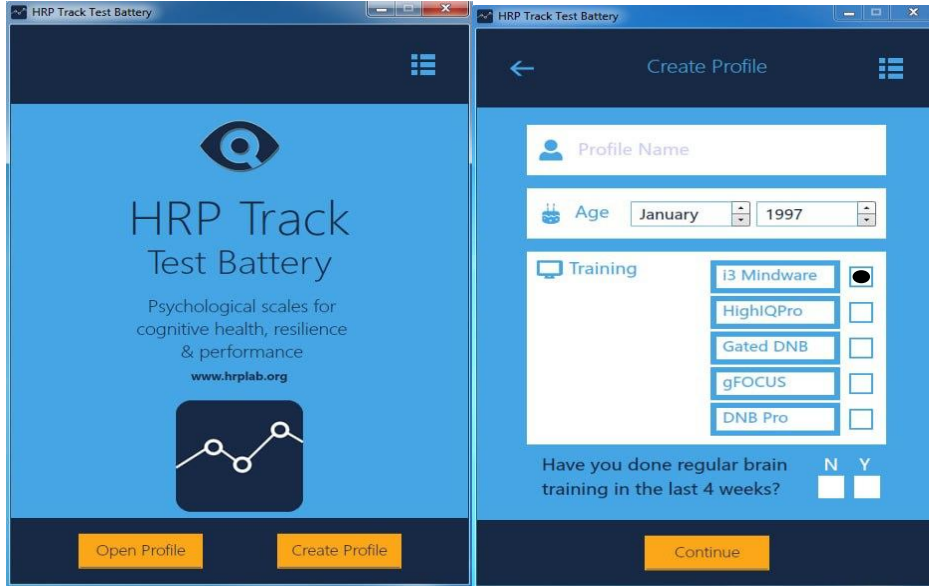 HRP Track Test Battery
HRP Track
Test Battery
Psychological scales for
cognitive health, resilience
& performance
www.hrplab.org
Open Profile
Create Profile
HRP Track Test Battery
Create Profile
Profile Name
Age
January
1997
Training
i3 Mindware
HighIQPro
Gated DNB
gFOCUS
DNB Pro
Have you done regular brain
training in the last 4 weeks?
N Y
Continue